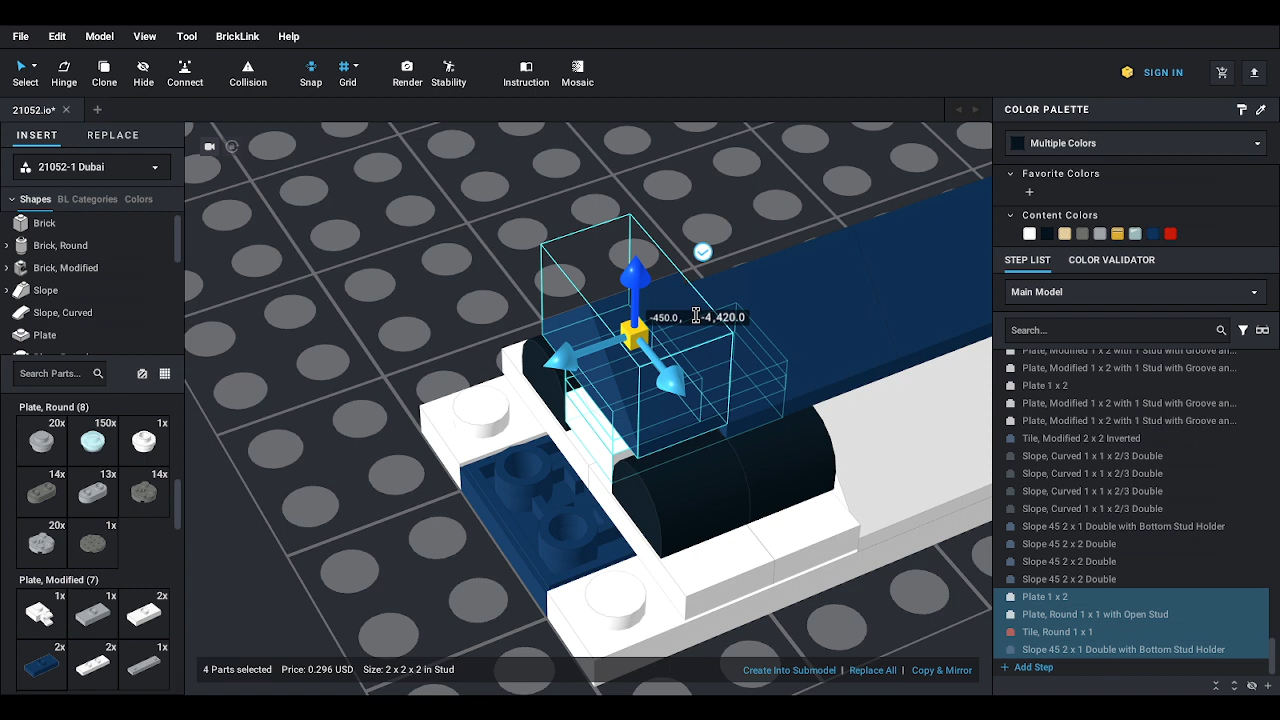 File Edit Model View Tool BrickLink Help
Select Hinge Clone Hide Connect Collision Snap Grid Render Stability Instruction Mosaic SIGN IN
21052.io*
INSERT REPLACE
21052-1 Dubai
Shapes BL Categories Colors
Brick
Brick, Round
Brick, Modified
Slope
Slope, Curved
Plate
Search Parts...
Plate, Round (8)
20x 150x 1x
14x 13x 14x
20x 1x
Plate, Modified (7)
1x 1x 2x
2x 2x 1x
-450.0, -4,420.0
4 Parts selected Price: 0.296 USD Size: 2 x 2 x 2 in Stud
Create Into Submodel | Replace All | Copy & Mirror
COLOR PALETTE
Multiple Colors
Favorite Colors
Content Colors
STEP LIST COLOR VALIDATOR
Main Model
Search...
Plate, Modified 1 x 2 with 1 Stud with Groove an...
Plate, Modified 1 x 2 with 1 Stud with Groove an...
Plate 1 x 2
Plate, Modified 1 x 2 with 1 Stud with Groove an...
Plate, Modified 1 x 2 with 1 Stud with Groove an...
Tile, Modified 2 x 2 Inverted
Slope, Curved 1 x 1 x 2/3 Double
Slope, Curved 1 x 1 x 2/3 Double
Slope, Curved 1 x 1 x 2/3 Double
Slope, Curved 1 x 1 x 2/3 Double
Slope 45 2 x 1 Double with Bottom Stud Holder
Slope 45 2 x 2 Double
Slope 45 2 x 2 Double
Slope 45 2 x 2 Double
Plate 1 x 2
Plate, Round 1 x 1 with Open Stud
Tile, Round 1 x 1
Slope 45 2 x 1 Double with Bottom Stud Holder
+ Add Step